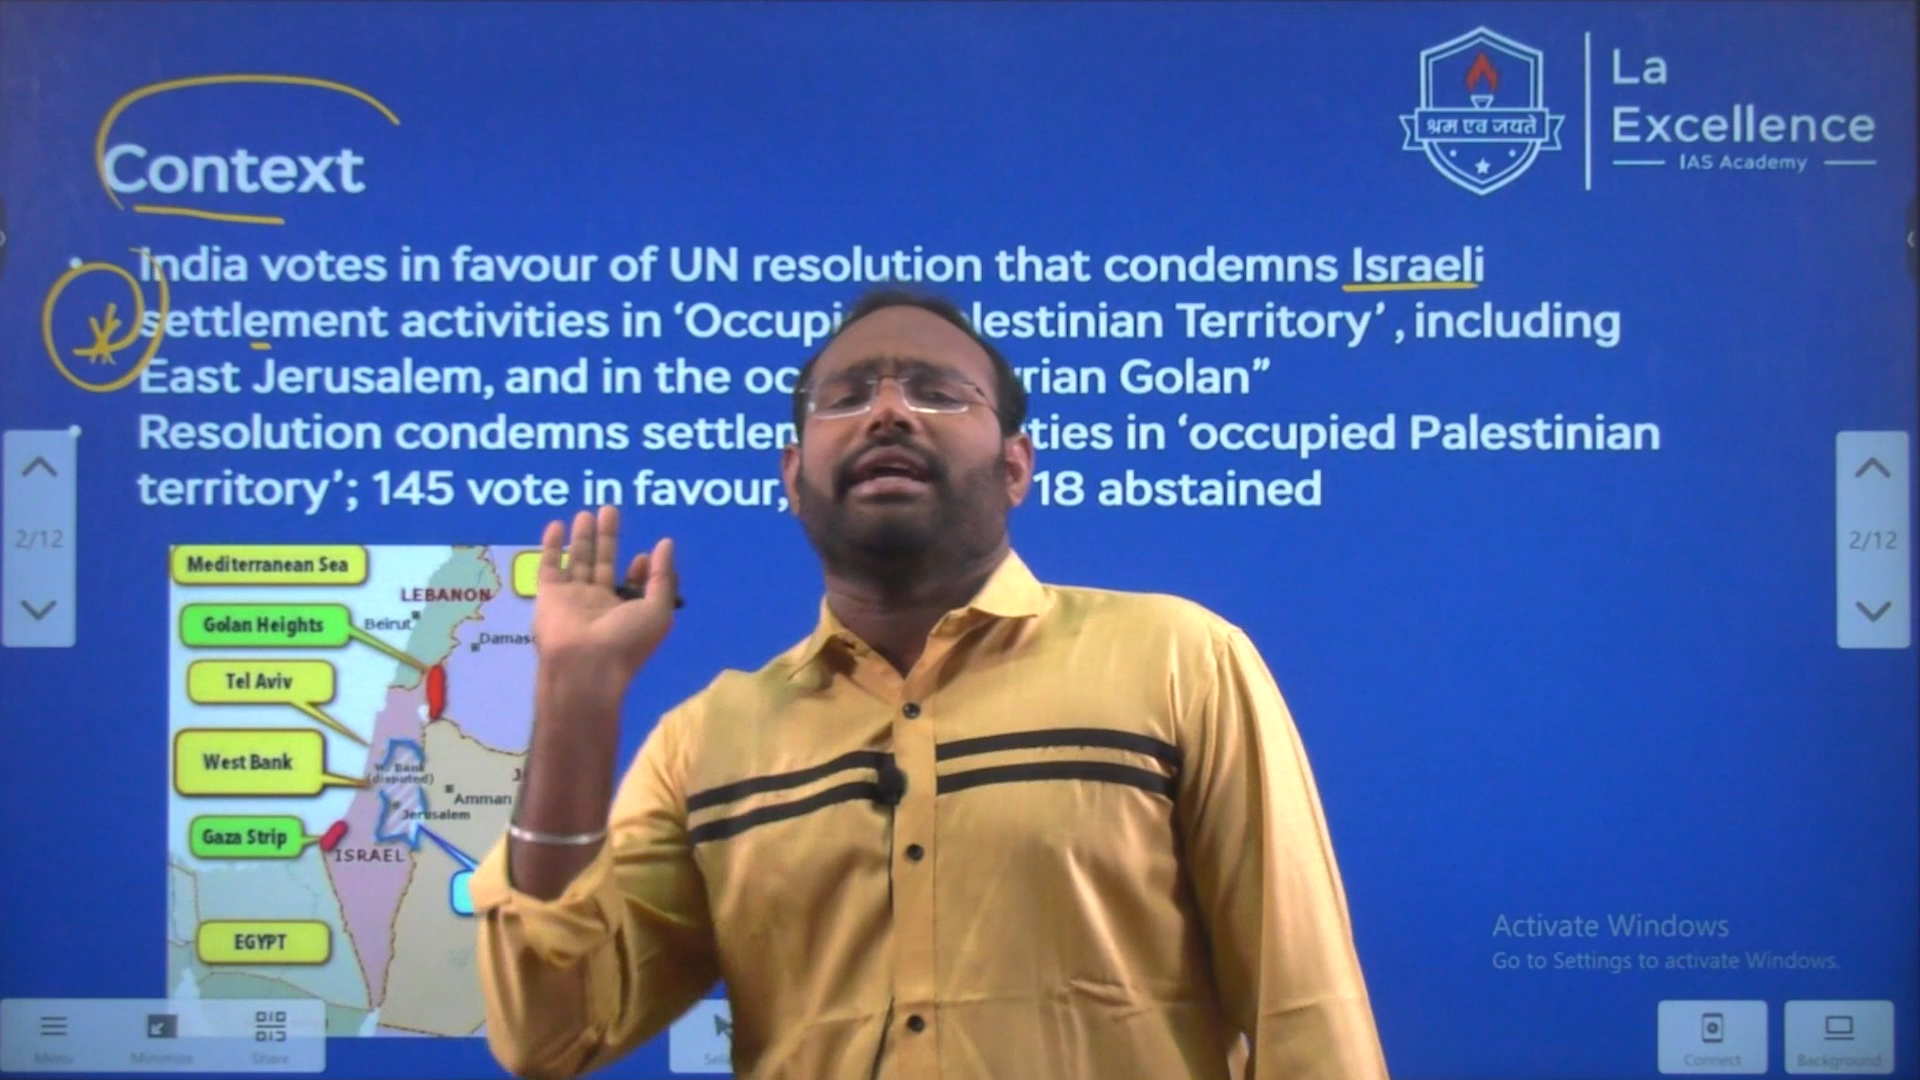 La
Excellence
IAS Academy
श्रम एव जयते
Context
• India votes in favour of UN resolution that condemns Israeli
settlement activities in ‘Occupi lestinian Territory’ , including
East Jerusalem, and in the oc rian Golan”
• Resolution condemns settlem ties in ‘occupied Palestinian
territory’; 145 vote in favour, 18 abstained
2/12
2/12
Mediterranean Sea
LEBANON
Golan Heights
Beirut
Damas
Tel Aviv
West Bank
W. Bank
(disputed)
Amman
Jerusalem
Gaza Strip
ISRAEL
EGYPT
Activate Windows
Go to Settings to activate Windows.
Menu
Minimize
Share
Connect
Background